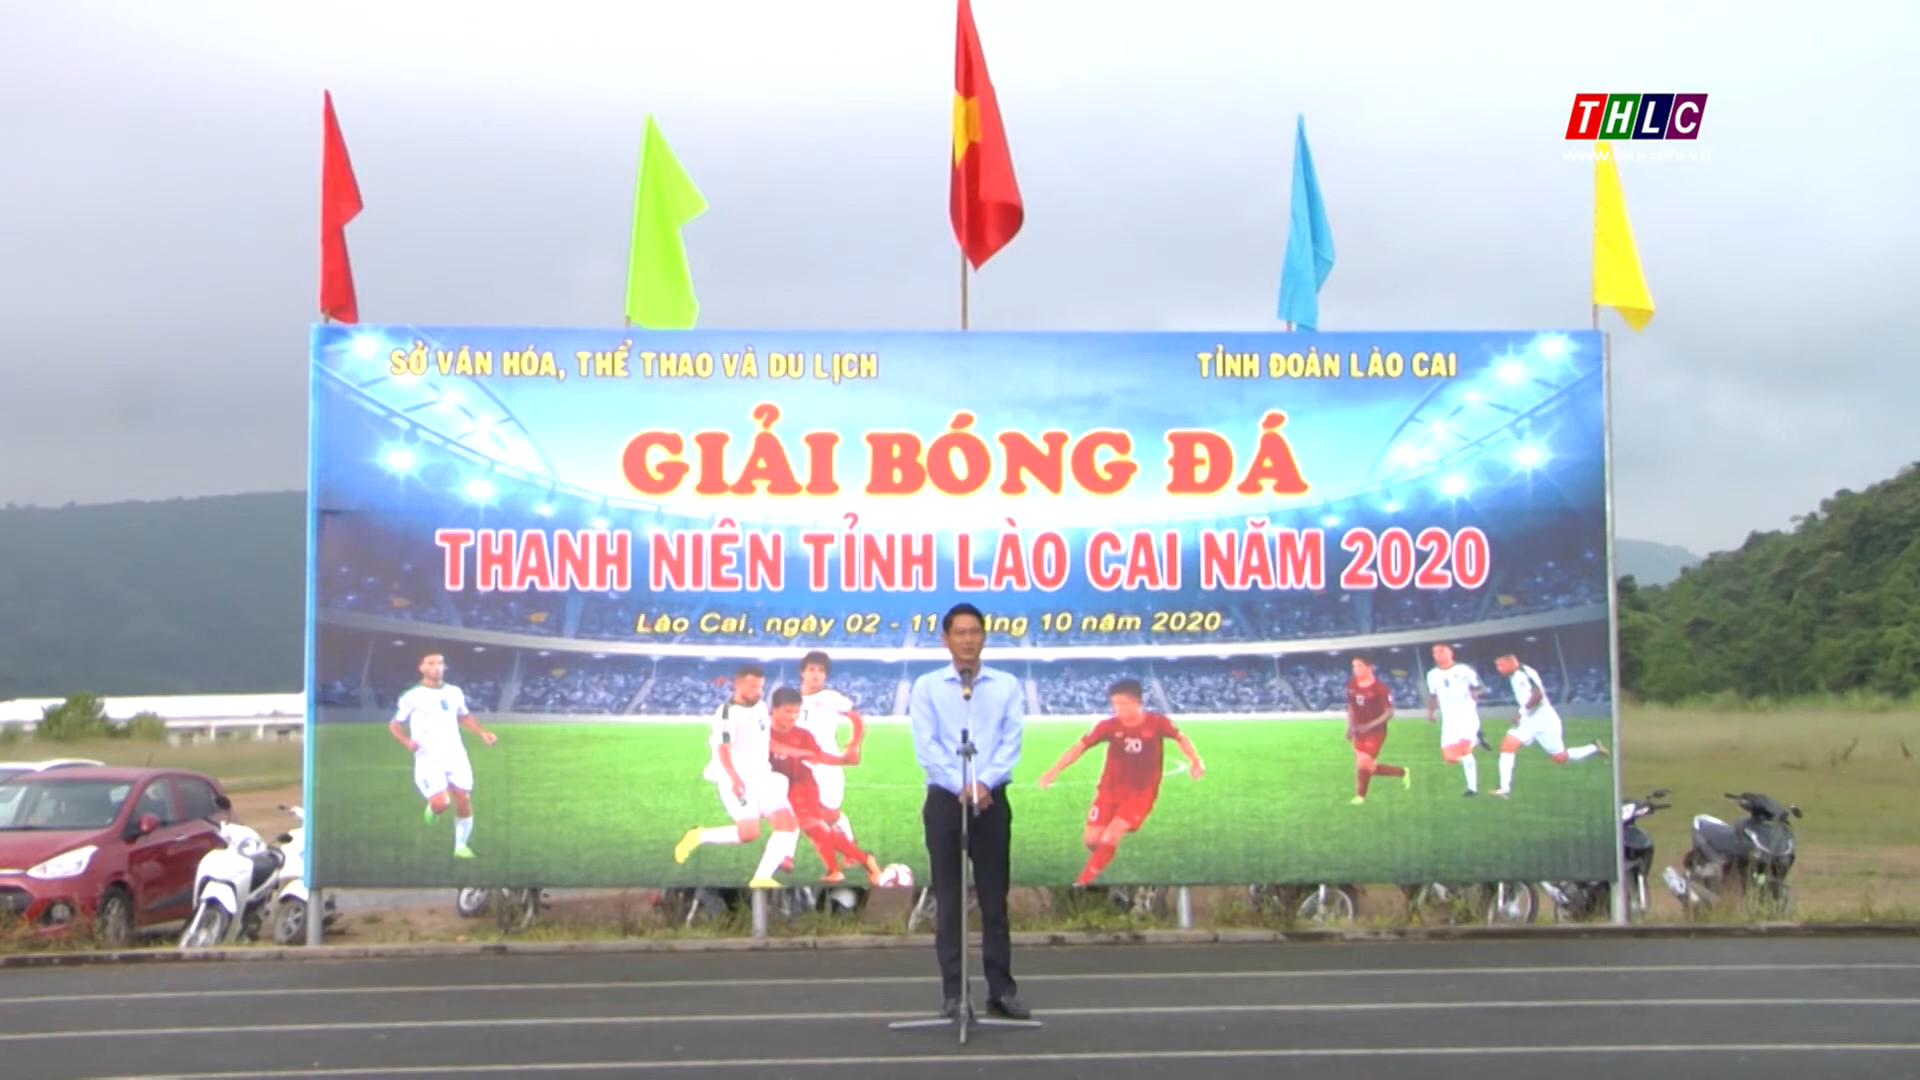 THLC
SỞ VĂN HÓA, THỂ THAO VÀ DU LỊCH
TỈNH ĐOÀN LÀO CAI
GIẢI BÓNG ĐÁ
THANH NIÊN TỈNH LÀO CAI NĂM 2020
Lào Cai, ngày 02 - 11 10 năm 2020
20